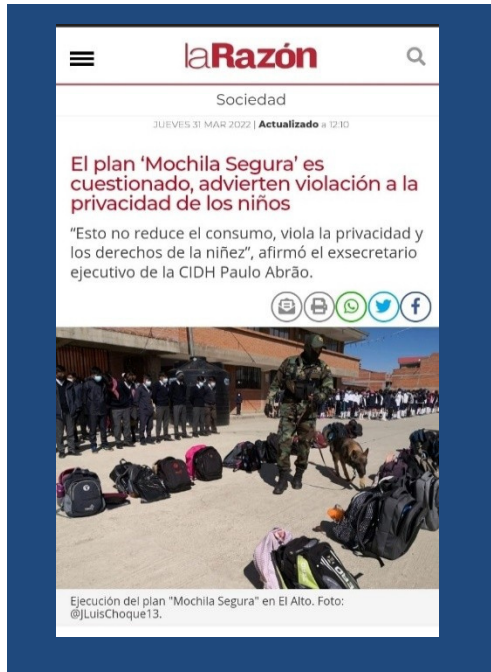 laRazón
Sociedad
JUEVES 31 MAR 2022 | Actualizado a 12:10
El plan ‘Mochila Segura’ es
cuestionado, advierten violación a la
privacidad de los niños
“Esto no reduce el consumo, viola la privacidad y
los derechos de la niñez”, afirmó el exsecretario
ejecutivo de la CIDH Paulo Abrão.
Ejecución del plan "Mochila Segura" en El Alto. Foto:
@JLuisChoque13.